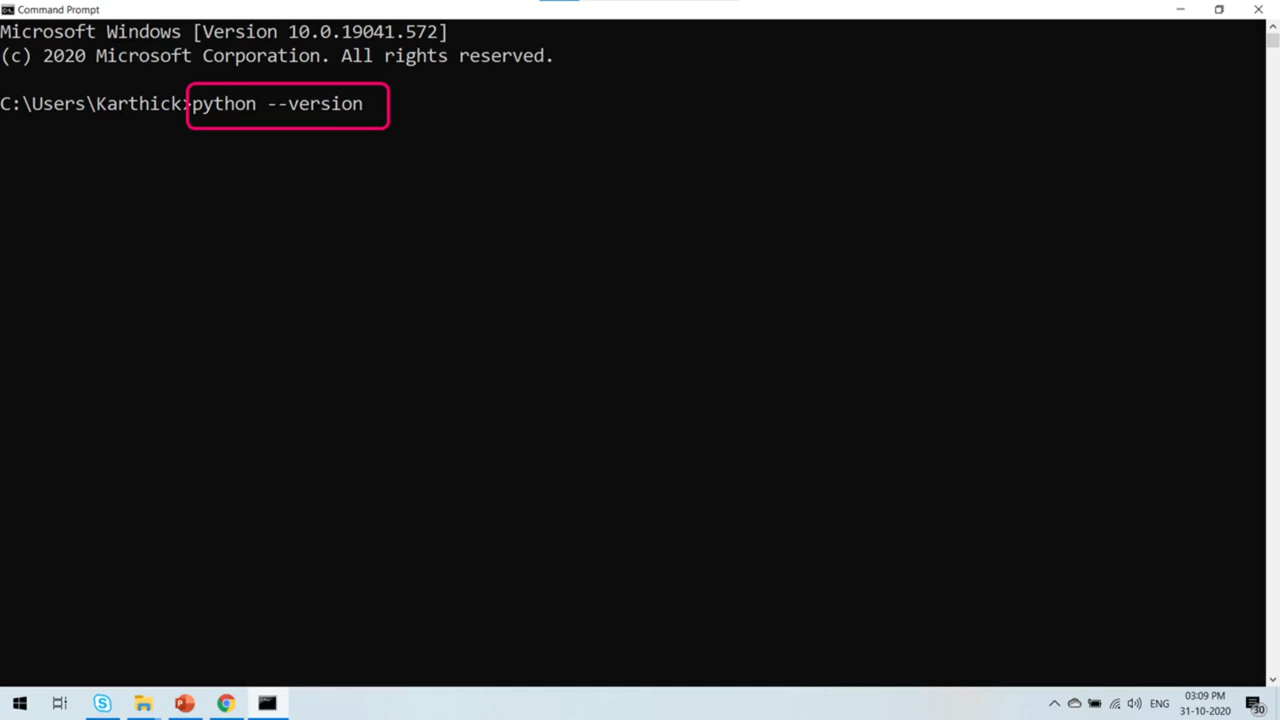 Command Prompt
Microsoft Windows [Version 10.0.19041.572]
(c) 2020 Microsoft Corporation. All rights reserved.
C:\Users\Karthick>python --version
ENG
03:09 PM
31-10-2020
30